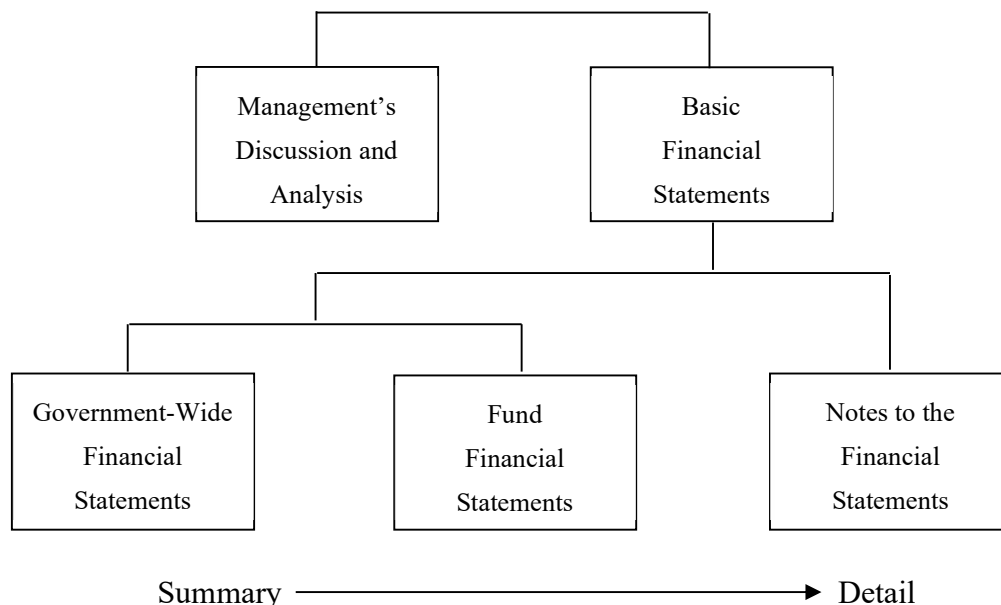 Management’s
Discussion and
Analysis
Basic
Financial
Statements
Government-Wide
Financial
Statements
Fund
Financial
Statements
Notes to the
Financial
Statements
Summary
Detail